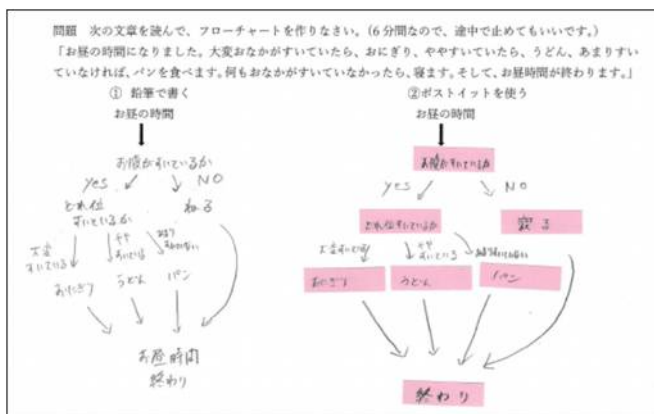 問題　次の文章を読んで、フローチャートを作りなさい。(6分間なので、途中で止めてもいいです。)
「お昼の時間になりました。大変おなかがすいていたら、おにぎり、ややすいていたら、うどん、あまりすい
ていなければ、パンを食べます。何もおなかがすいていなかったら、寝ます。そして、お昼時間が終わります。」
① 鉛筆で書く
お昼の時間
お腹がすいているか
yes
NO
どれ位
すいているか
ねる
大変
すいている
やや
すいている
あまり
すいていない
おにぎり
うどん
パン
お昼時間
終わり
②ポストイットを使う
お昼の時間
お腹がすいているか
YES
NO
どれ位すいているか
寝る
大変すいている
やや
すいている
あまりすいていない
おにぎり
うどん
パン
終わり